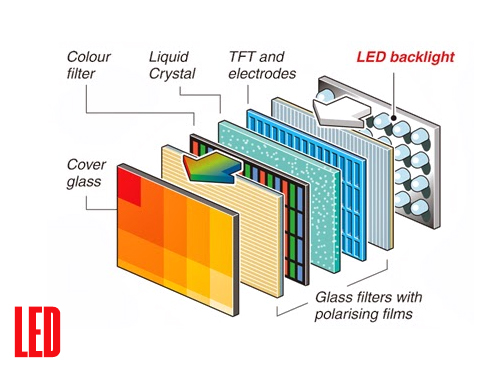 Colour
filter
Liquid
Crystal
TFT and
electrodes
LED backlight
Cover
glass
Glass filters with
polarising films
LED